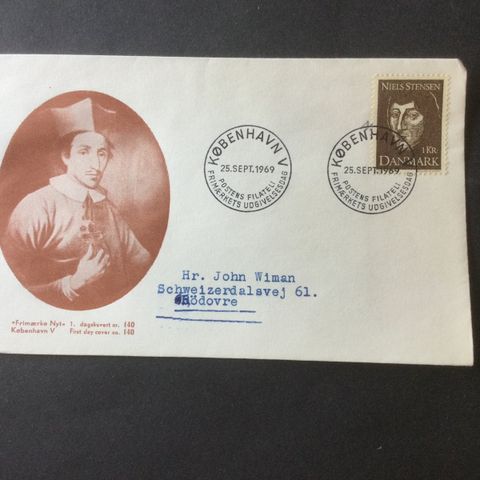 NIELS STENSEN
1 KR
DANMARK
KØBENHAVN V
25.SEPT.1969
POSTENS FILATELI
FRIMÆRKETS UDGIVELSESDAG
KØBENHAVN V
25.SEPT.1969
POSTENS FILATELI
FRIMÆRKETS UDGIVELSESDAG
Hr. John Wiman
Schweizerdalsvej 61.
Rødovre
»Frimærke Nyt« 1. dagskuvert nr. 140
København V First day cover no. 140